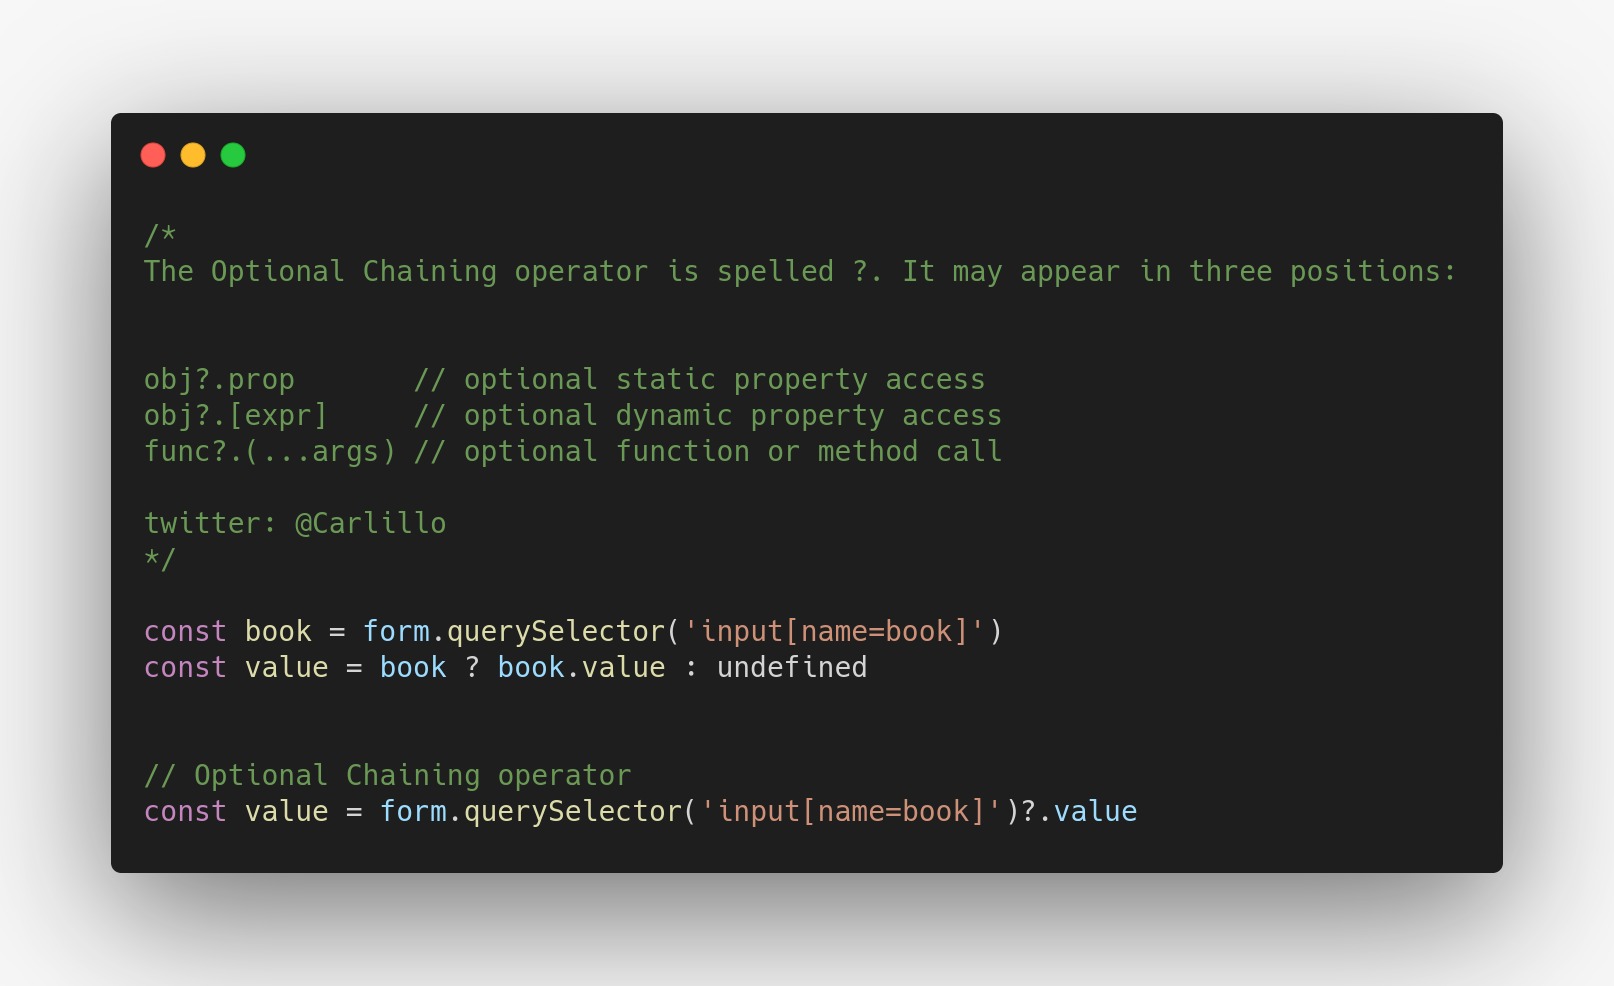 /*
The Optional Chaining operator is spelled ?. It may appear in three positions:
obj?.prop       // optional static property access
obj?.[expr]     // optional dynamic property access
func?.(...args) // optional function or method call
twitter: @Carlillo
*/
const book = form.querySelector('input[name=book]')
const value = book ? book.value : undefined
// Optional Chaining operator
const value = form.querySelector('input[name=book]')?.value